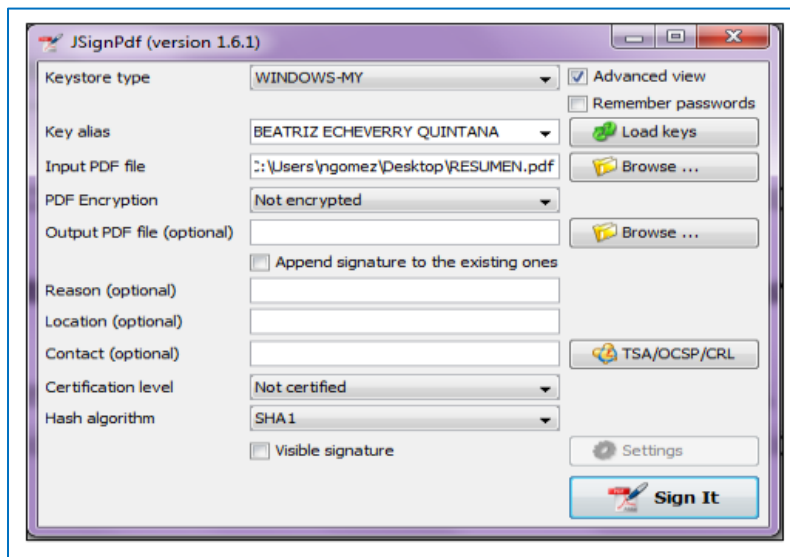 JSignPdf (version 1.6.1)
Keystore type WINDOWS-MY Advanced view
Remember passwords
Key alias BEATRIZ ECHEVERRY QUINTANA Load keys
Input PDF file :\Users\ngomez\Desktop\RESUMEN.pdf Browse ...
PDF Encryption Not encrypted
Output PDF file (optional) Browse ...
Append signature to the existing ones
Reason (optional)
Location (optional)
Contact (optional) TSA/OCSP/CRL
Certification level Not certified
Hash algorithm SHA1
Visible signature Settings
Sign It